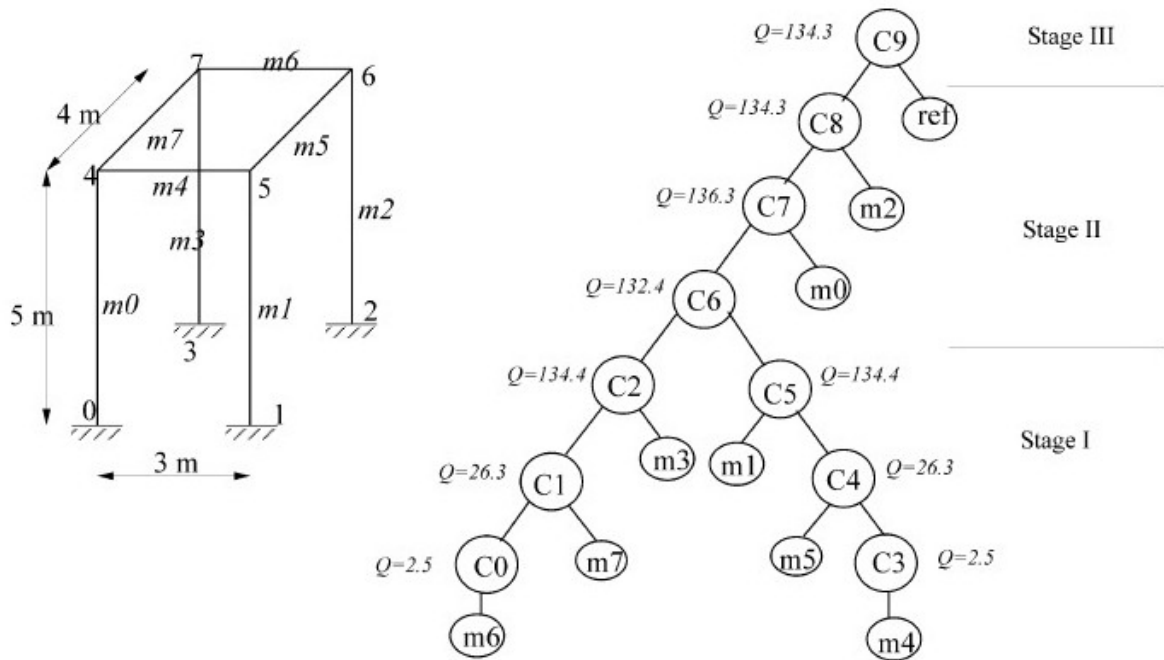 7
m6
6
4 m
m7
m5
4
m4
5
m3
m2
m0
m1
5 m
3
2
0
1
3 m
Q=134.3
C9
Stage III
Q=134.3
C8
ref
Q=136.3
C7
m2
Stage II
Q=132.4
C6
m0
Q=134.4
C2
C5
Q=134.4
Stage I
Q=26.3
C1
m3
m1
C4
Q=26.3
Q=2.5
C0
m7
m5
C3
Q=2.5
m6
m4